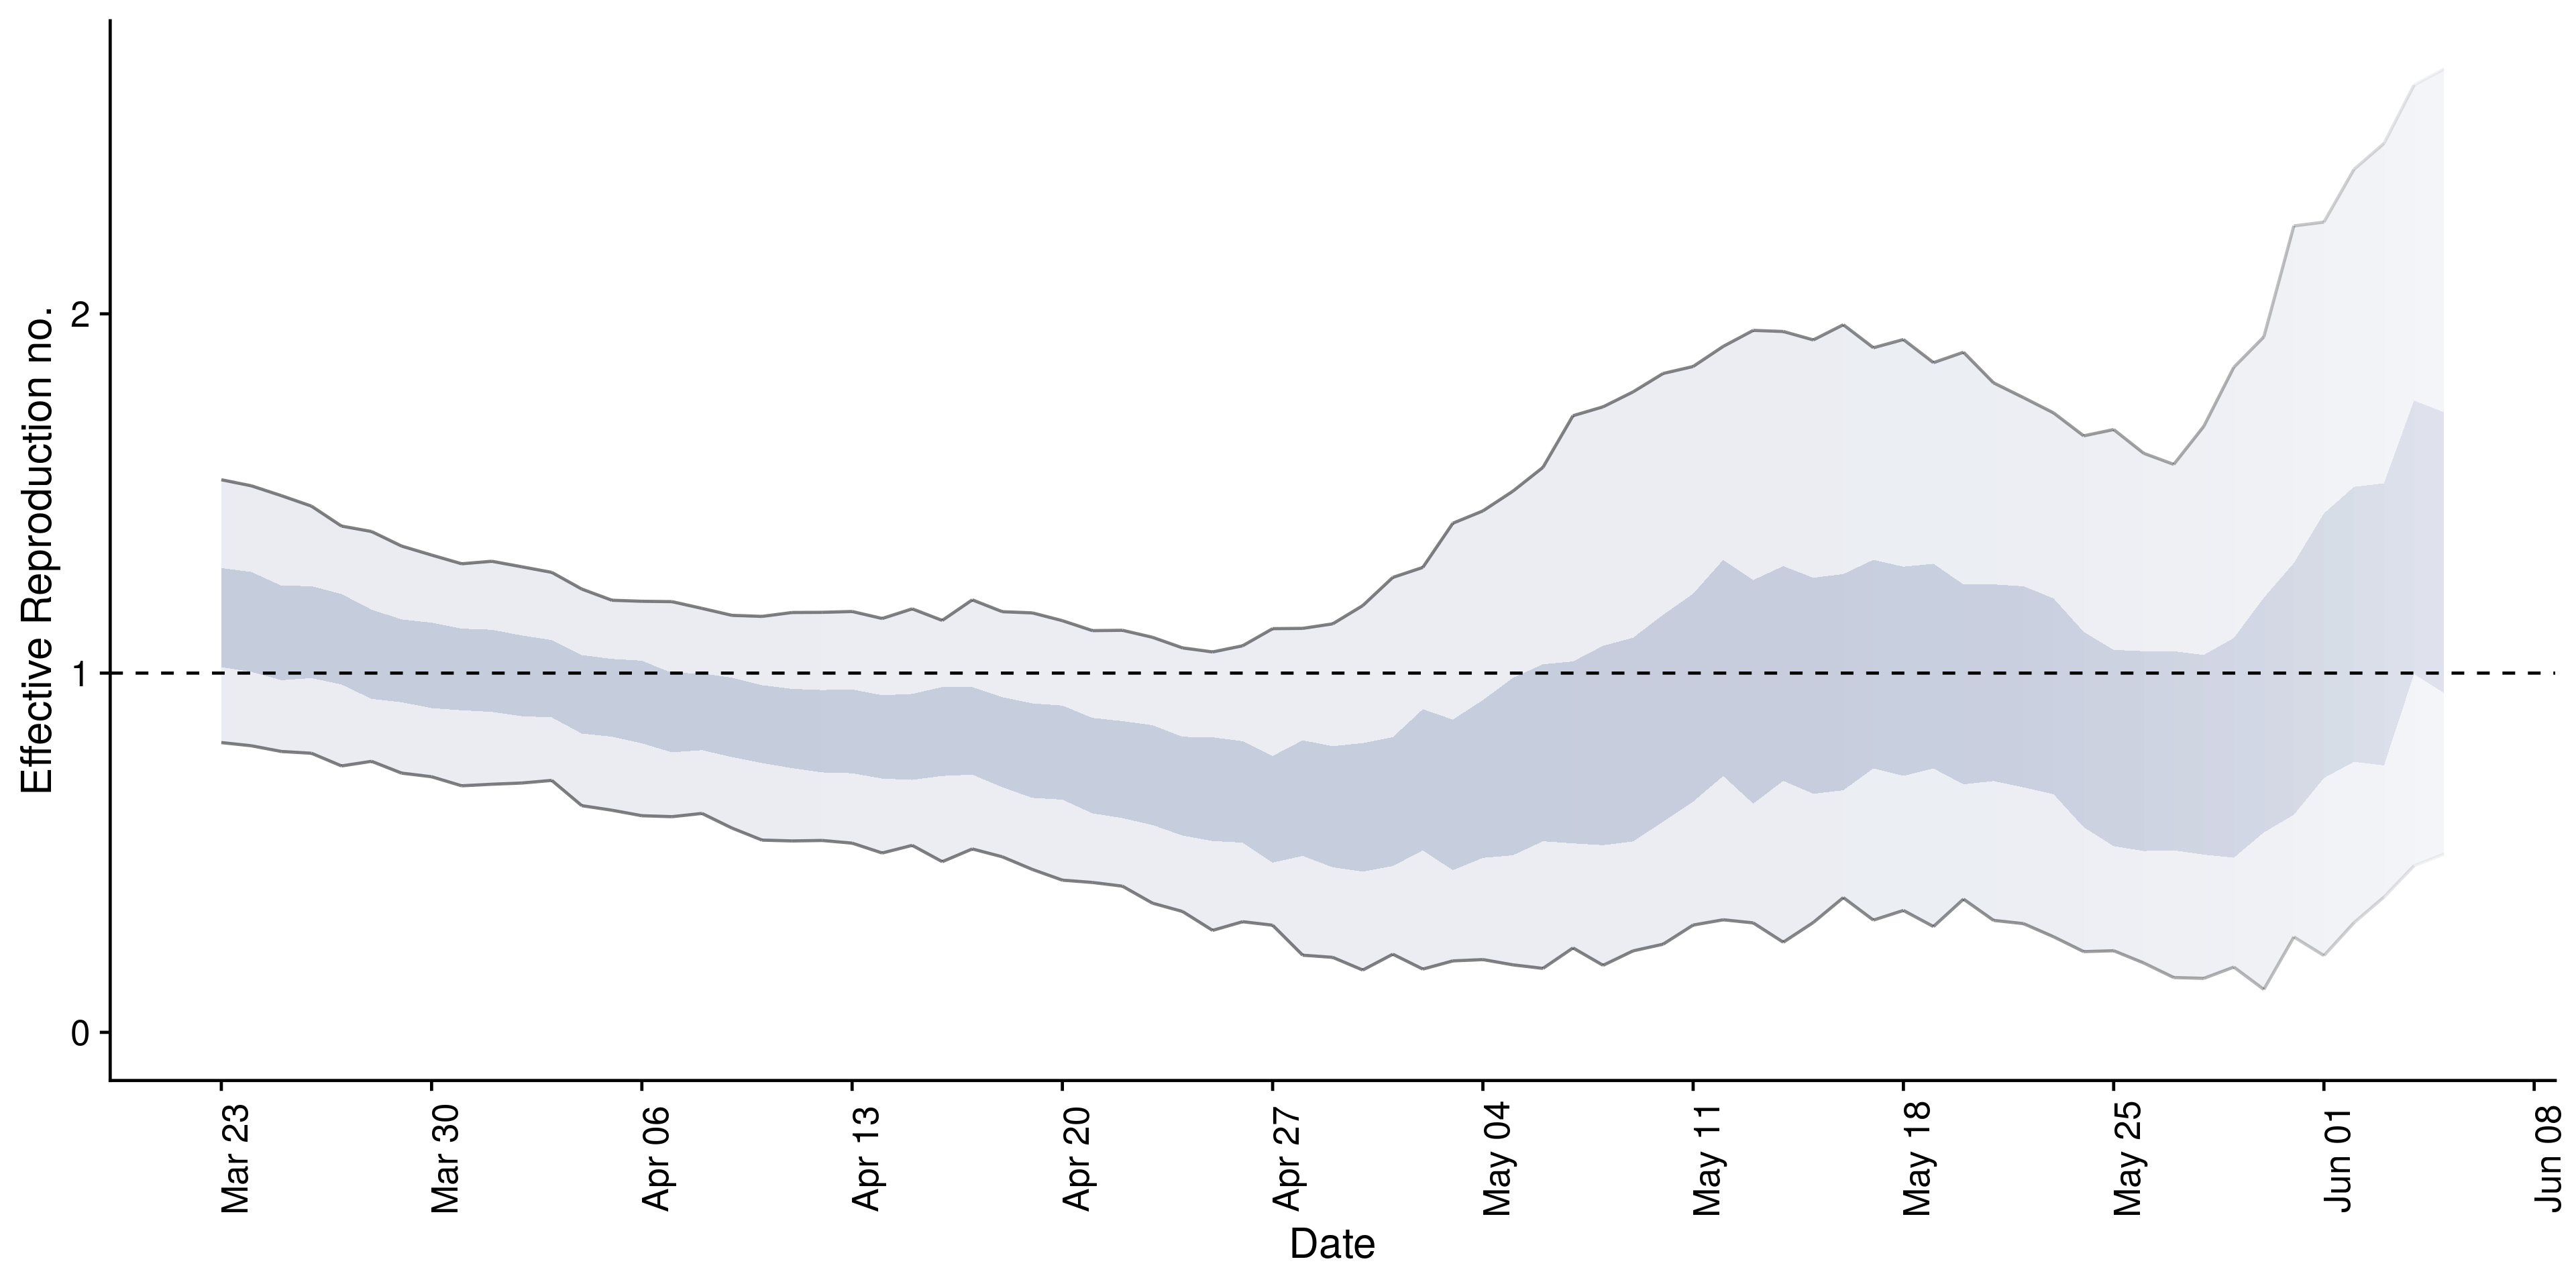 Effective Reproduction no.
2
1
0
Mar 23
Mar 30
Apr 06
Apr 13
Apr 20
Apr 27
May 04
May 11
May 18
May 25
Jun 01
Jun 08
Date